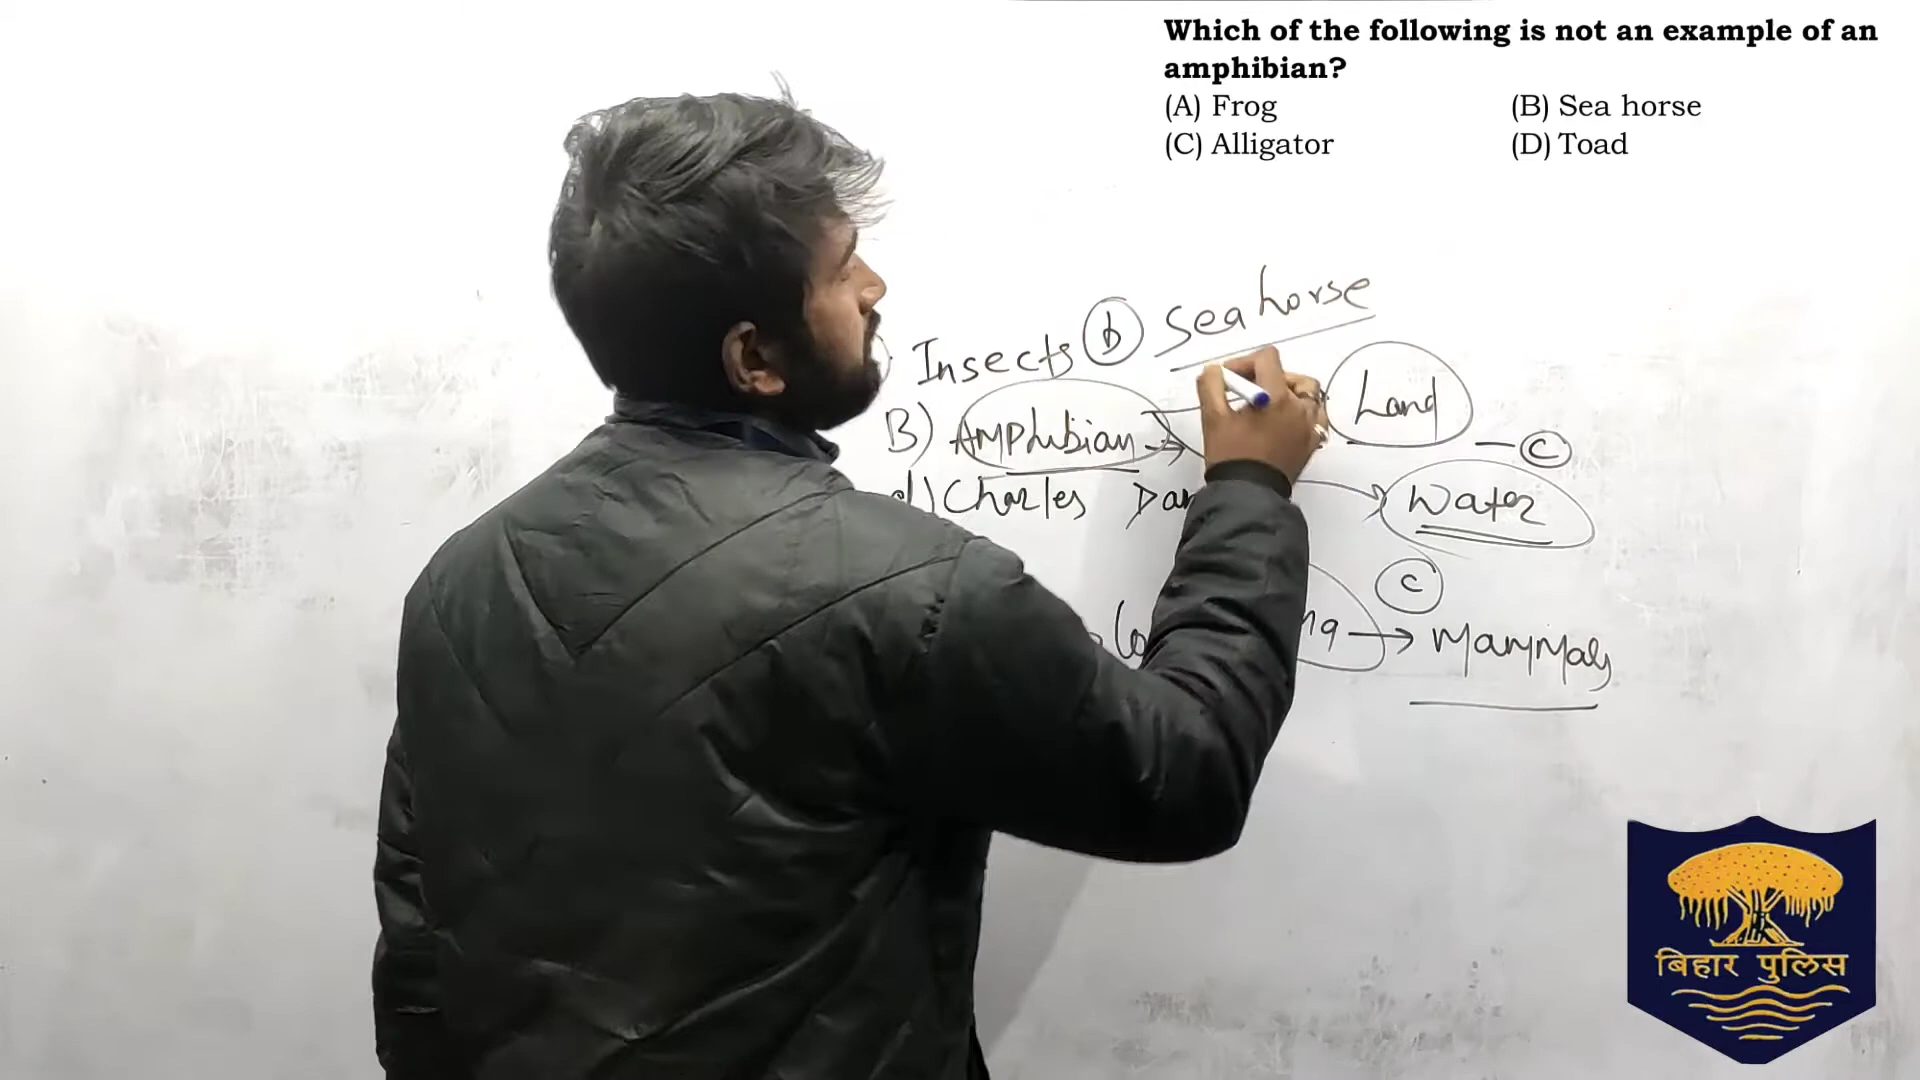 Which of the following is not an example of an
amphibian?
(A) Frog (B) Sea horse
(C) Alligator (D) Toad
Insects (b) Sea horse
B) Amphibian → Land
— (c)
d) Charles Water
(c)
→ Mammals
बिहार पुलिस